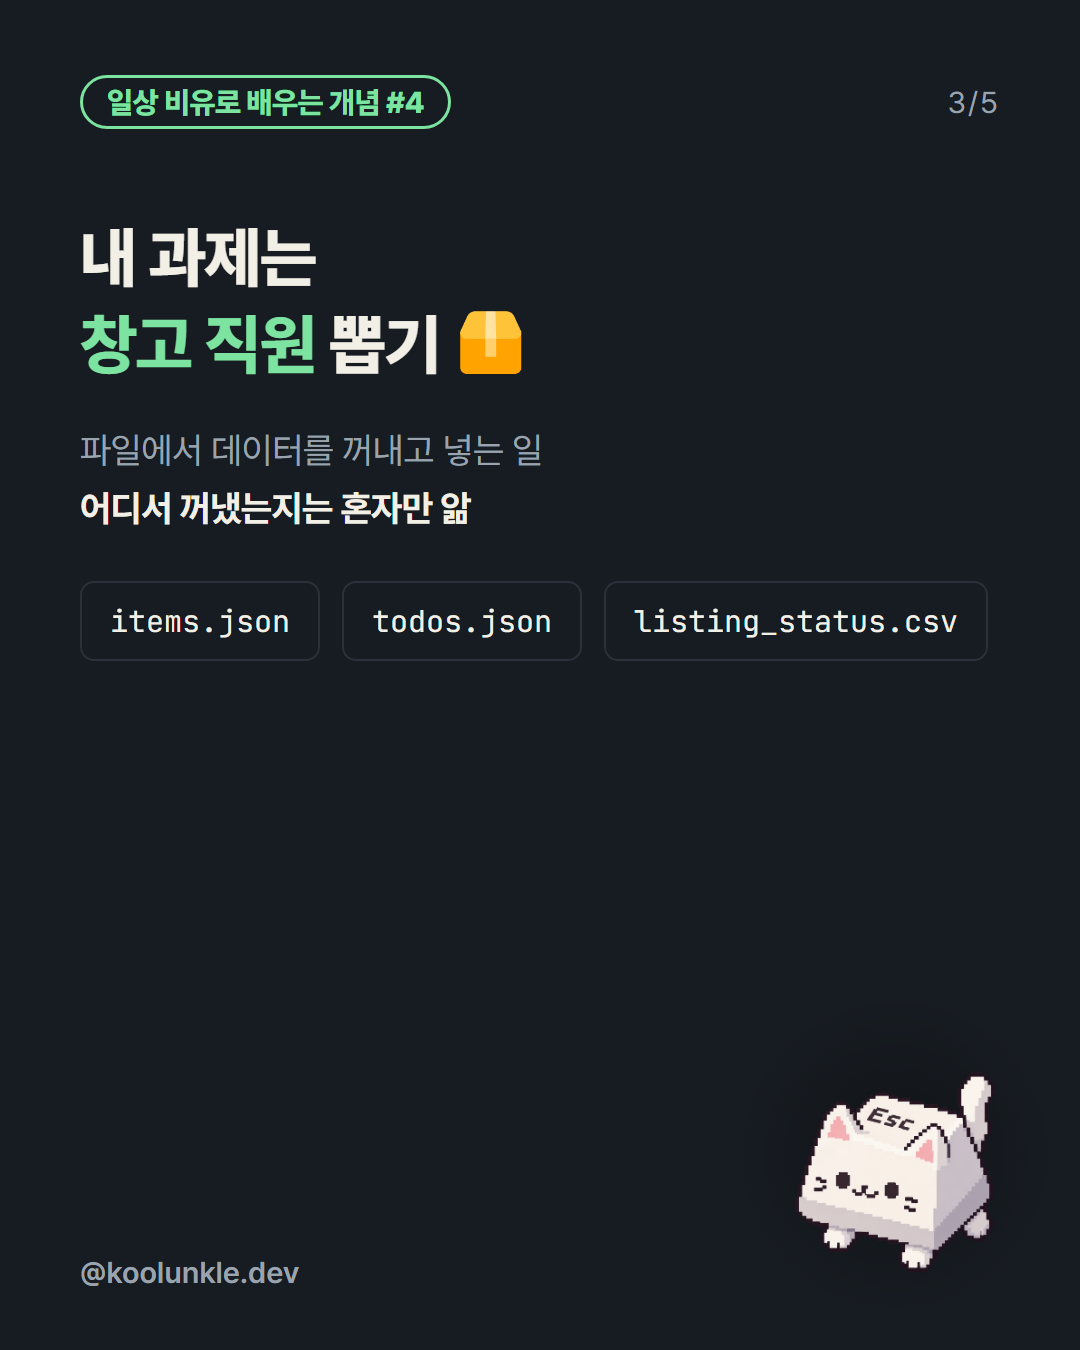 일상 비유로 배우는 개념 #4
3/5
내 과제는
창고 직원 뽑기
파일에서 데이터를 꺼내고 넣는 일
어디서 꺼냈는지는 혼자만 앎
items.json
todos.json
listing_status.csv
Esc
@koolunkle.dev